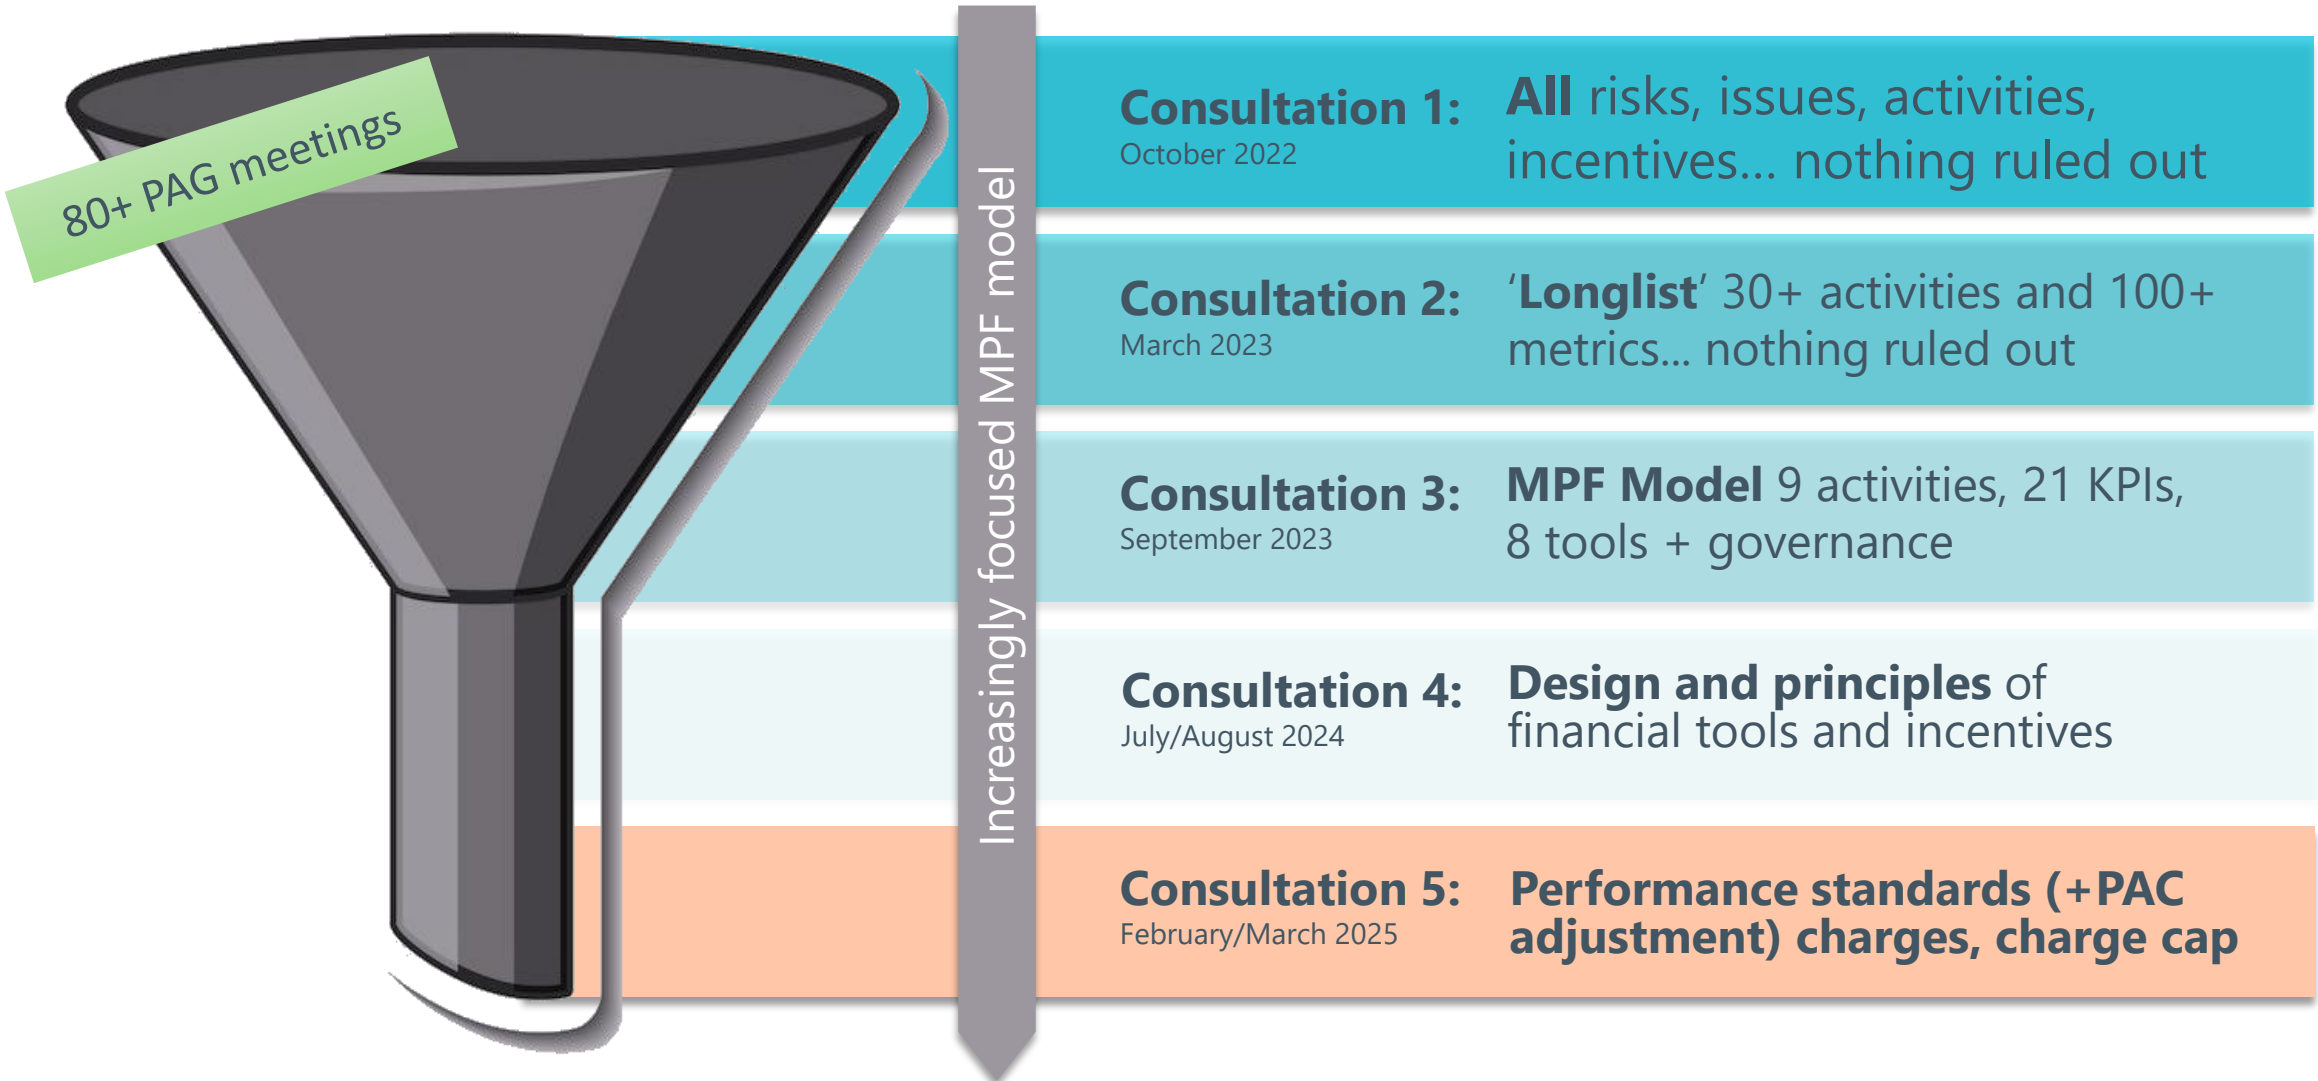 80+ PAG meetings
Increasingly focused MPF model
Consultation 1:
October 2022
All risks, issues, activities,
incentives... nothing ruled out
Consultation 2:
March 2023
‘Longlist’ 30+ activities and 100+
metrics... nothing ruled out
Consultation 3:
September 2023
MPF Model 9 activities, 21 KPIs,
8 tools + governance
Consultation 4:
July/August 2024
Design and principles of
financial tools and incentives
Consultation 5:
February/March 2025
Performance standards (+PAC
adjustment) charges, charge cap